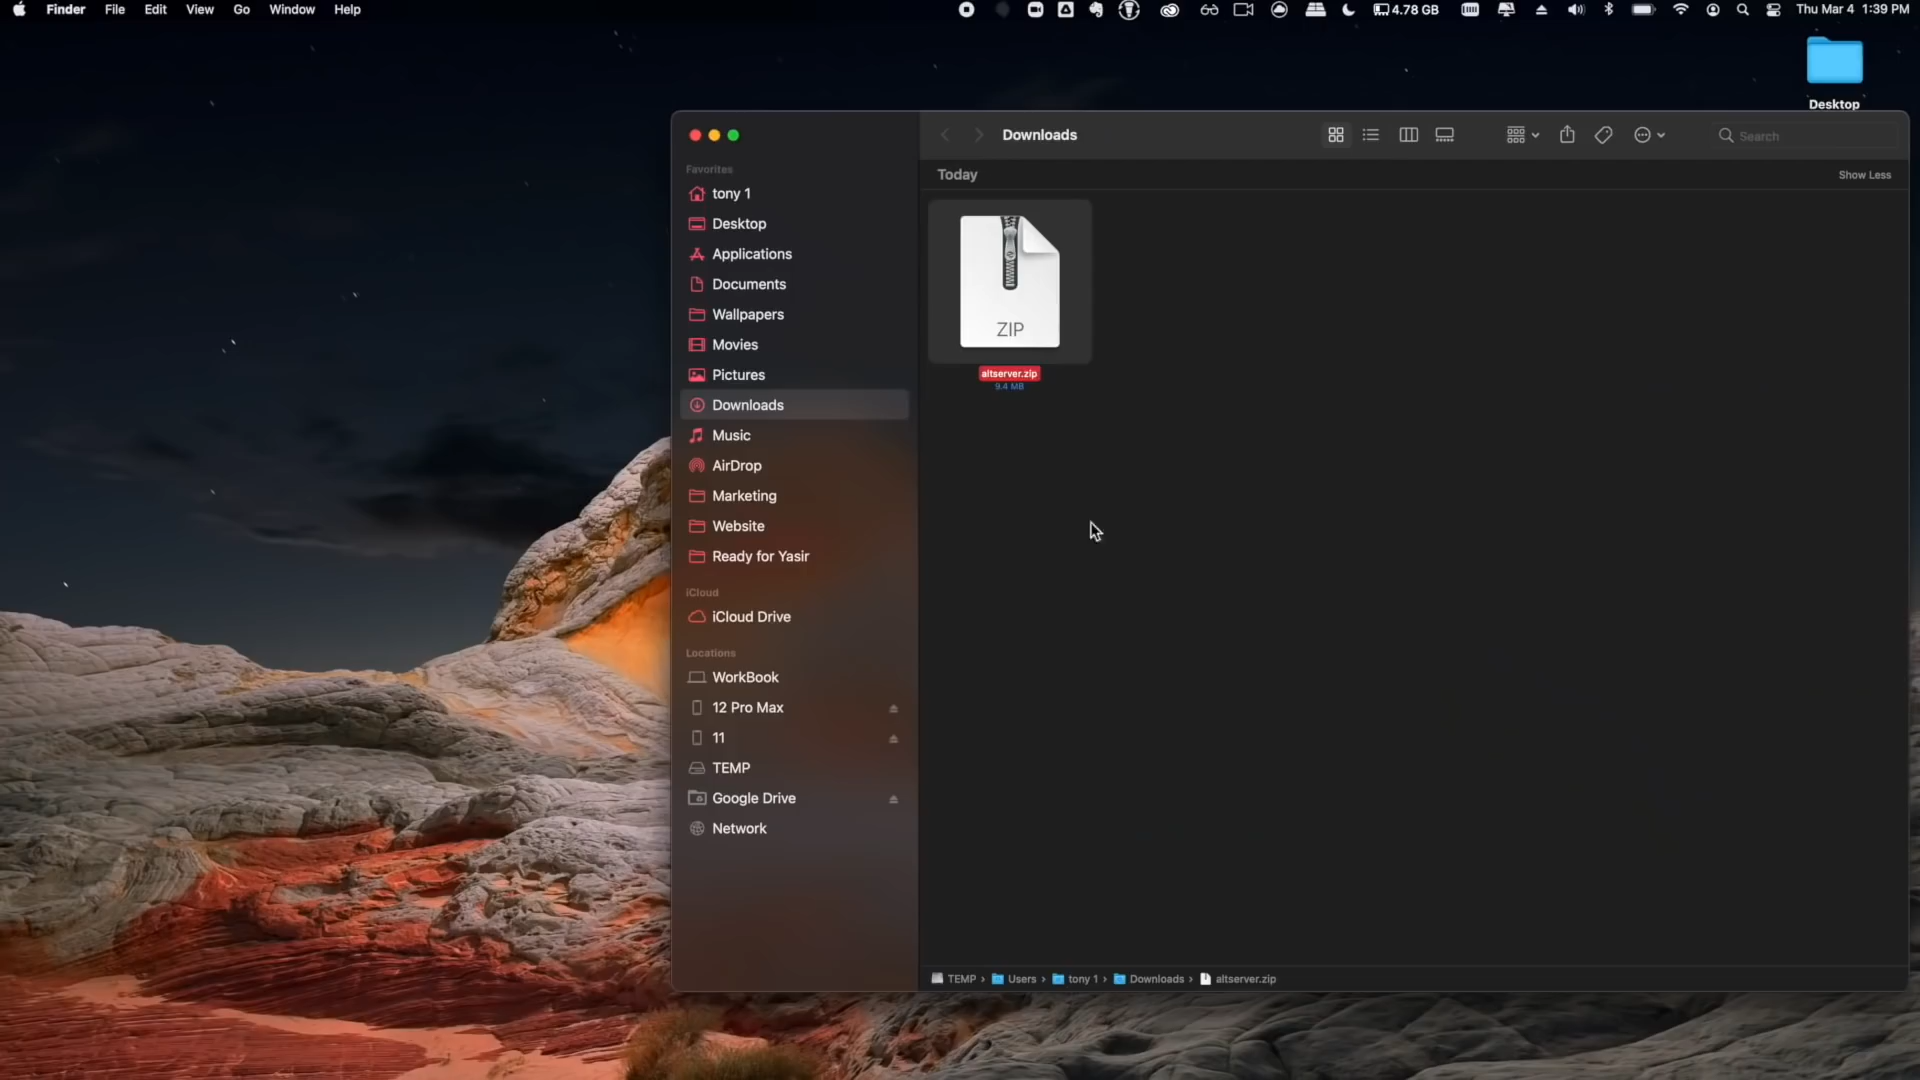 Finder File Edit View Go Window Help
4.78 GB
Thu Mar 4 1:39 PM
Desktop
Downloads
Search
Favorites
tony 1
Desktop
Applications
Documents
Wallpapers
Movies
Pictures
Downloads
Music
AirDrop
Marketing
Website
Ready for Yasir
iCloud
iCloud Drive
Locations
WorkBook
12 Pro Max
11
TEMP
Google Drive
Network
Today
Show Less
ZIP
altserver.zip
9.4 MB
TEMP › Users › tony 1 › Downloads › altserver.zip